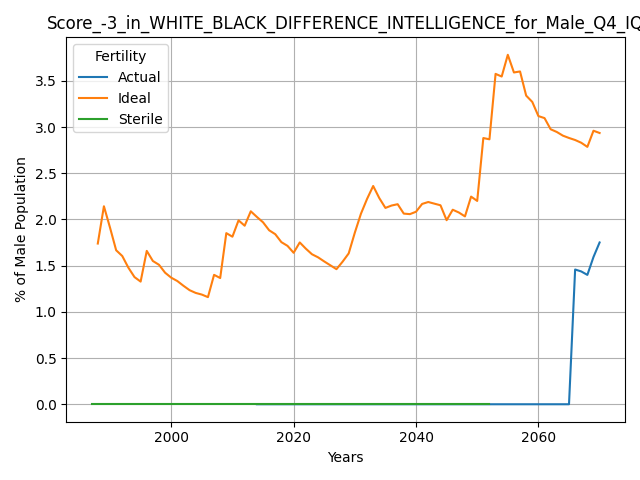 Score_-3_in_WHITE_BLACK_DIFFERENCE_INTELLIGENCE_for_Male_Q4_IQ
Fertility
Actual
Ideal
Sterile
% of Male Population
3.5
3.0
2.5
2.0
1.5
1.0
0.5
0.0
2000 2020 2040 2060
Years